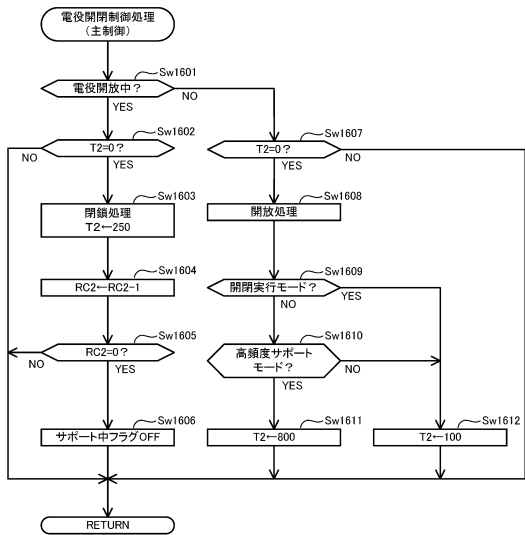 電役開閉制御処理
(主制御)
電役開放中？
Sw1601
YES
NO
T2=0？
Sw1602
NO
YES
T2=0？
Sw1607
YES
NO
閉鎖処理
T2←250
Sw1603
開放処理
Sw1608
RC2←RC2-1
Sw1604
開閉実行モード？
Sw1609
NO
YES
RC2=0？
Sw1605
NO
YES
高頻度サポート
モード？
Sw1610
YES
NO
サポート中フラグOFF
Sw1606
T2←800
Sw1611
T2←100
Sw1612
RETURN